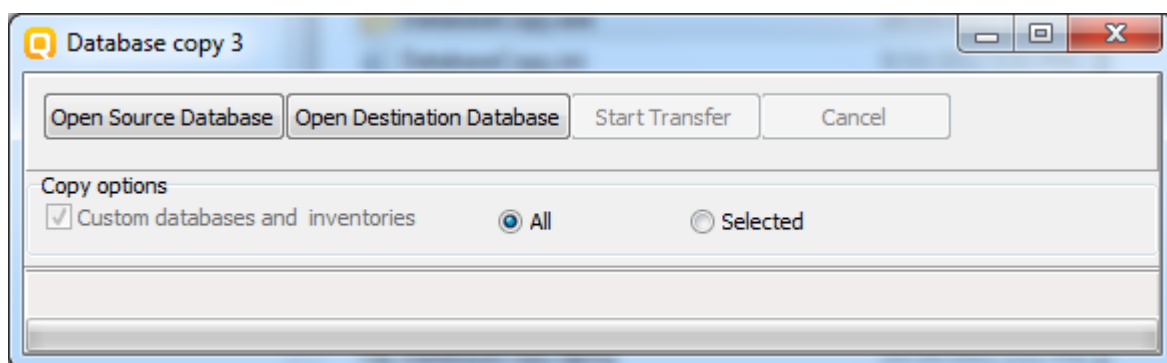 Database copy 3
Open Source Database Open Destination Database Start Transfer Cancel
Copy options
Custom databases and inventories All Selected